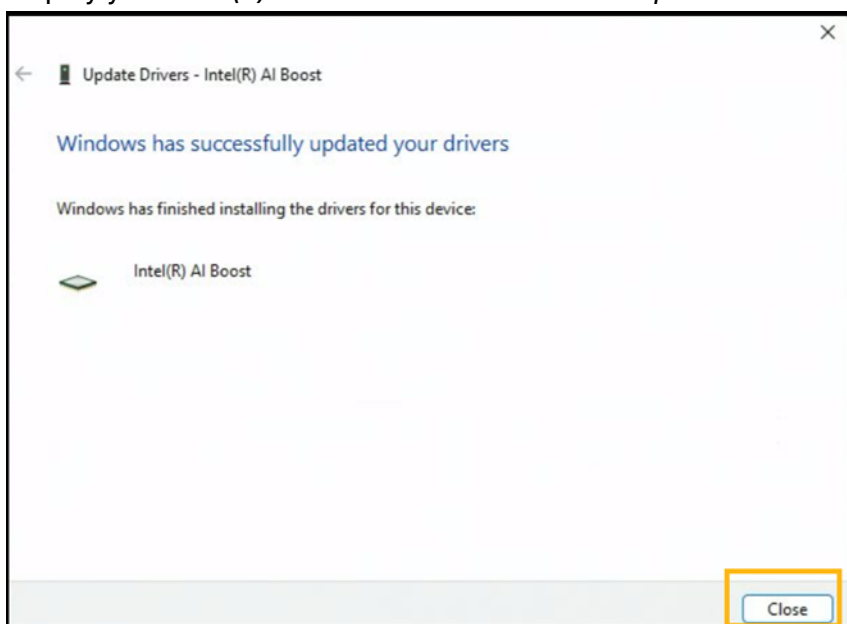 Update Drivers - Intel(R) AI Boost
Windows has successfully updated your drivers
Windows has finished installing the drivers for this device:
Intel(R) AI Boost
Close